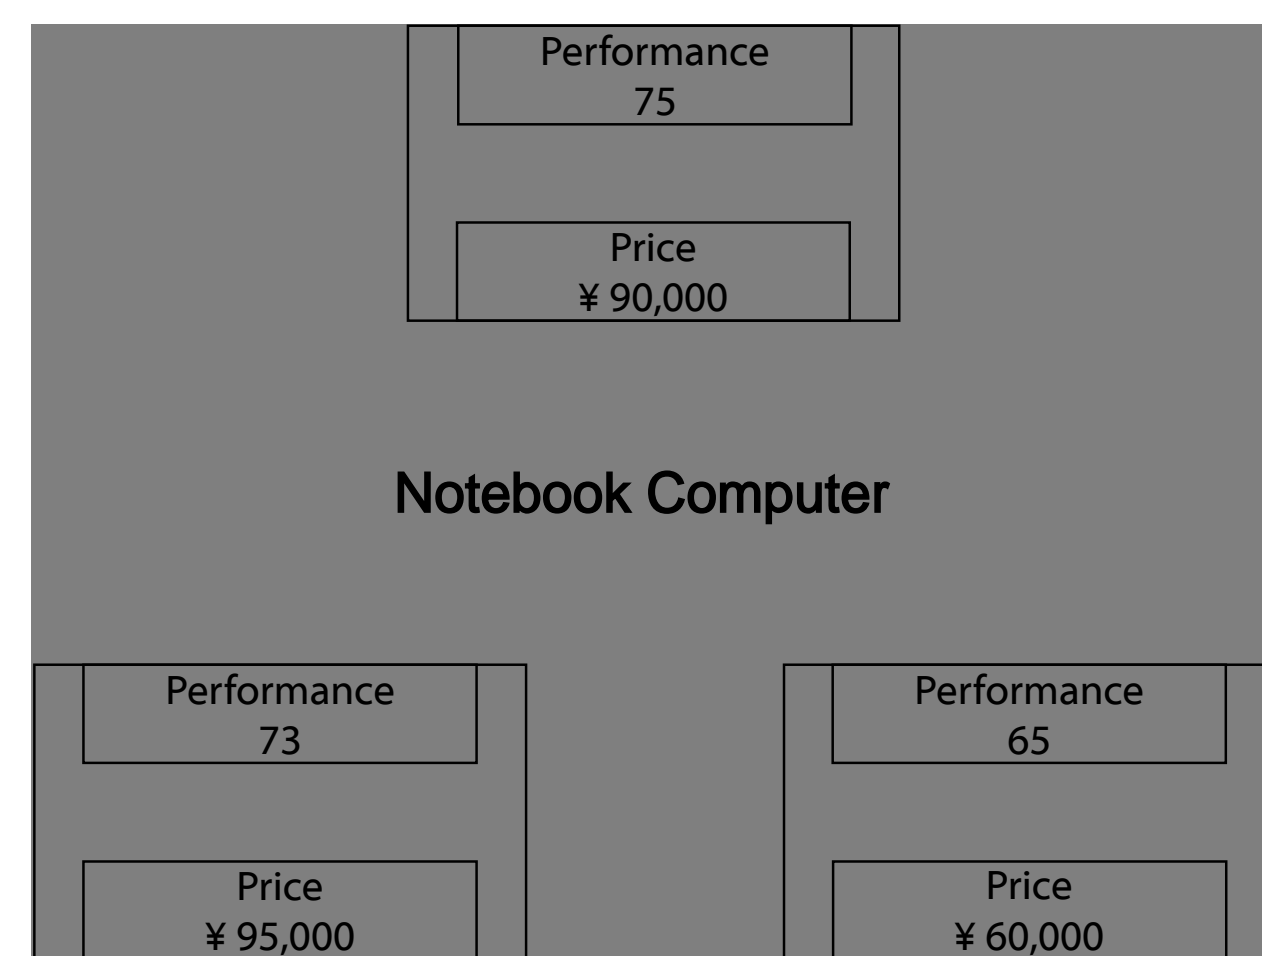 Performance
75
Price
¥ 90,000
Notebook Computer
Performance
73
Price
¥ 95,000
Performance
65
Price
¥ 60,000